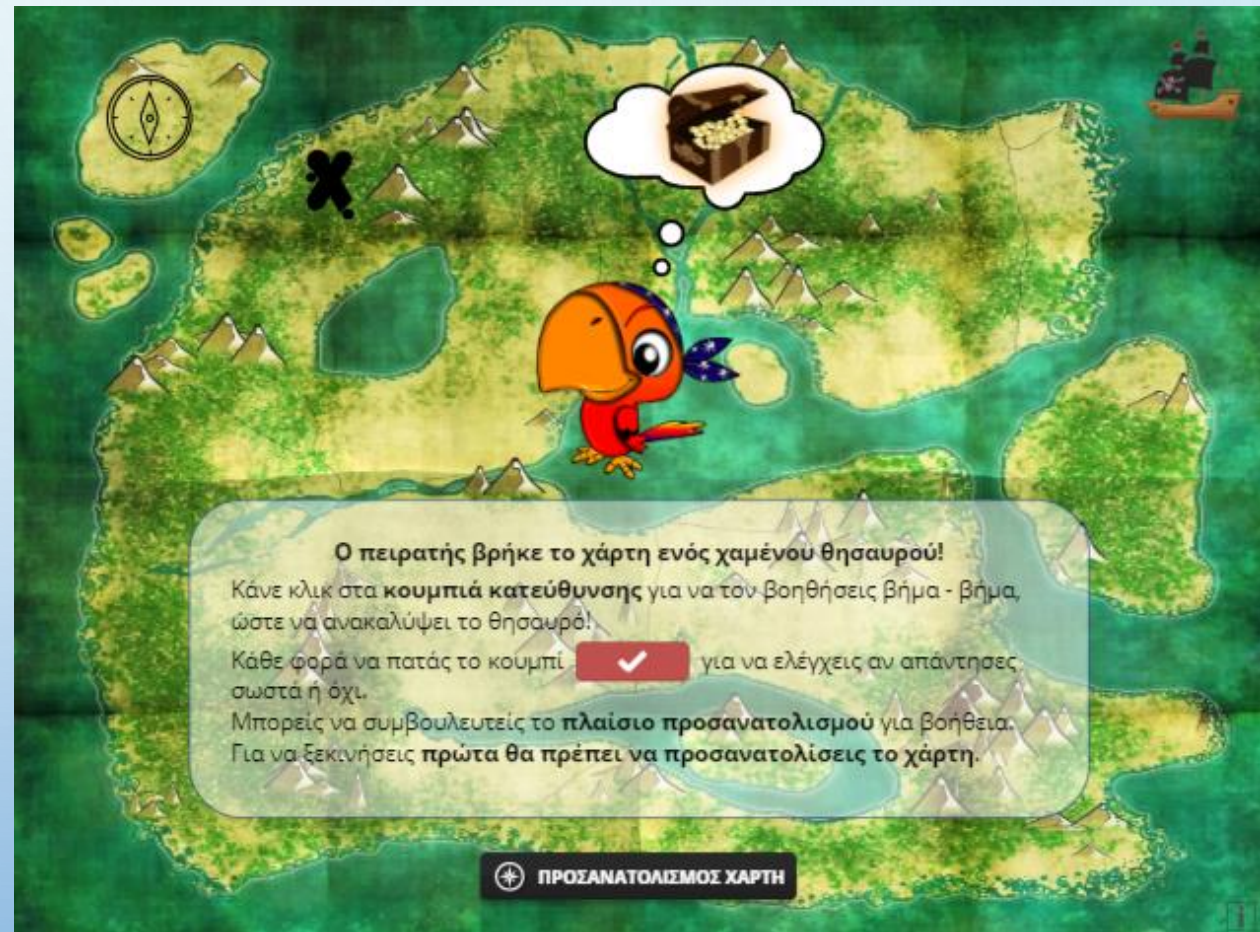 Ο πειρατής βρήκε το χάρτη ενός χαμένου θησαυρού!
Κάνε κλικ στα κουμπιά κατεύθυνσης για να τον βοηθήσεις βήμα - βήμα,
ώστε να ανακαλύψει το θησαυρό!
Κάθε φορά να πατάς το κουμπί για να ελέγχεις αν απάντησες
σωστά ή όχι.
Μπορείς να συμβουλευτείς το πλαίσιο προσανατολισμού για βοήθεια.
Για να ξεκινήσεις πρώτα θα πρέπει να προσανατολίσεις το χάρτη.
ΠΡΟΣΑΝΑΤΟΛΙΣΜΟΣ ΧΑΡΤΗ